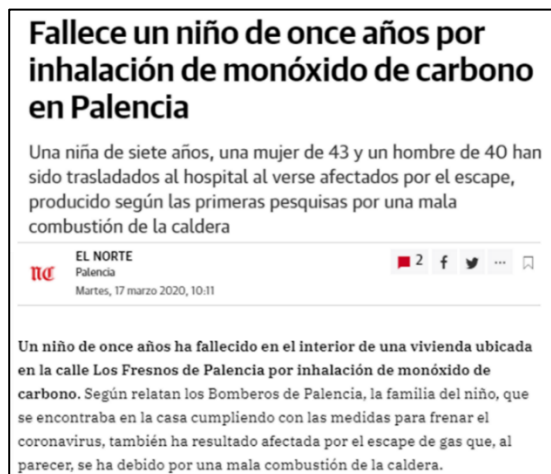 Fallece un niño de once años por
inhalación de monóxido de carbono
en Palencia
Una niña de siete años, una mujer de 43 y un hombre de 40 han
sido trasladados al hospital al verse afectados por el escape,
producido según las primeras pesquisas por una mala
combustión de la caldera
nc
EL NORTE
Palencia
Martes, 17 marzo 2020, 10:11
2
Un niño de once años ha fallecido en el interior de una vivienda ubicada
en la calle Los Fresnos de Palencia por inhalación de monóxido de
carbono. Según relatan los Bomberos de Palencia, la familia del niño, que
se encontraba en la casa cumpliendo con las medidas para frenar el
coronavirus, también ha resultado afectada por el escape de gas que, al
parecer, se ha debido por una mala combustión de la caldera.